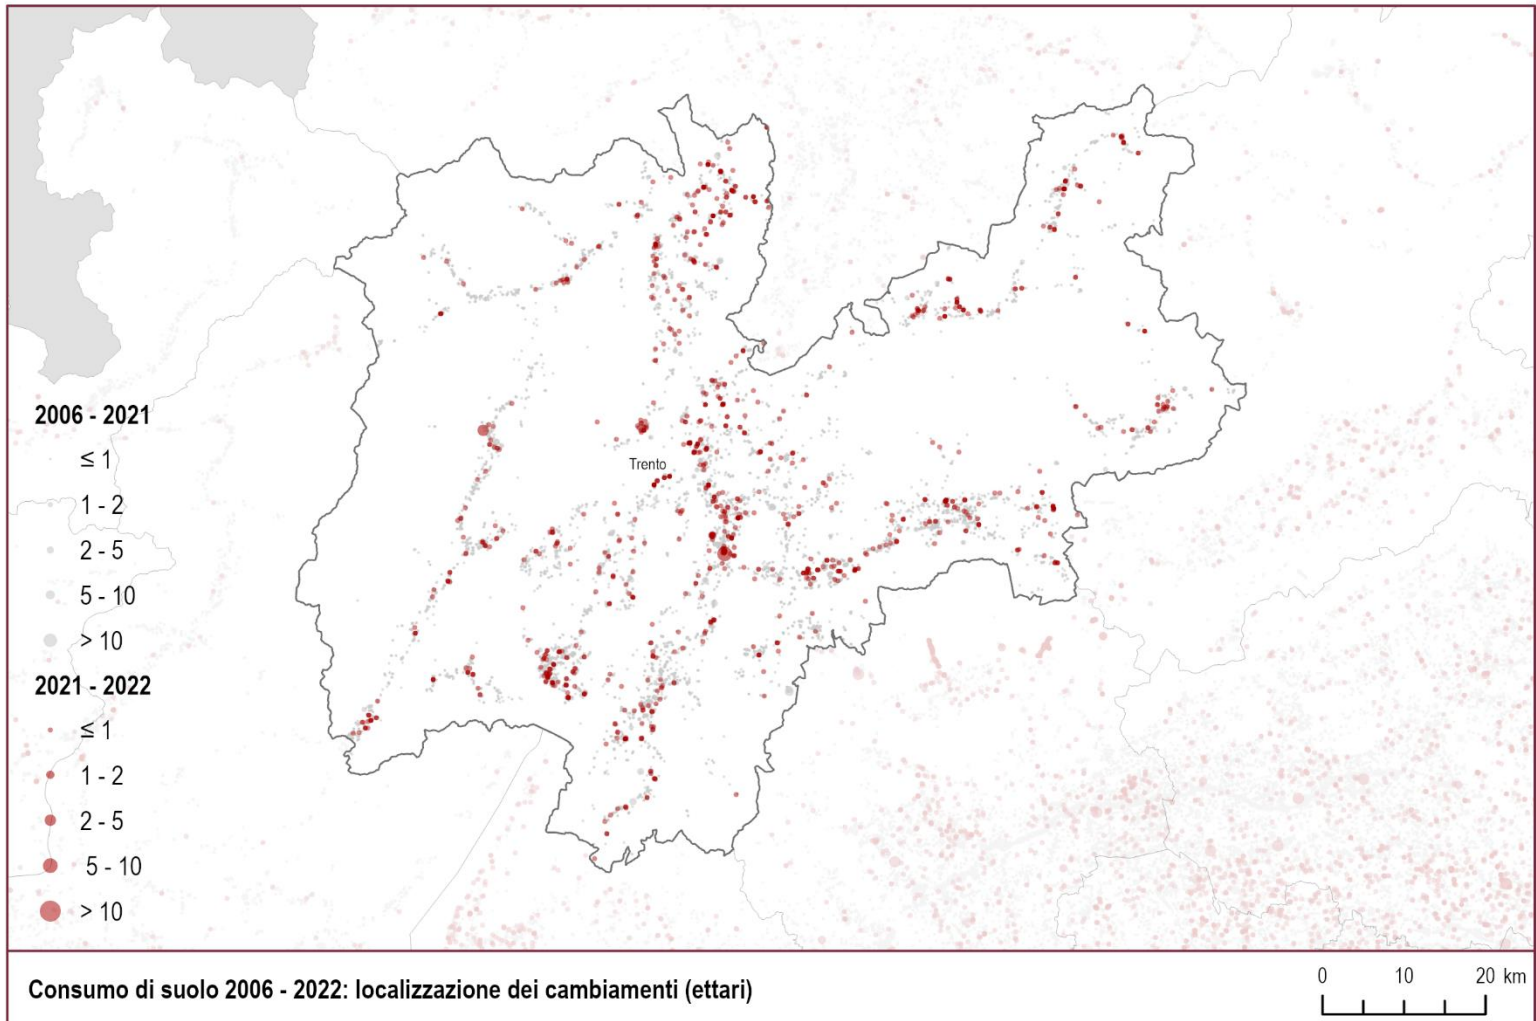 Trento
2006 - 2021
≤ 1
1 - 2
2 - 5
5 - 10
> 10
2021 - 2022
≤ 1
1 - 2
2 - 5
5 - 10
> 10
Consumo di suolo 2006 - 2022: localizzazione dei cambiamenti (ettari)
0 10 20 km